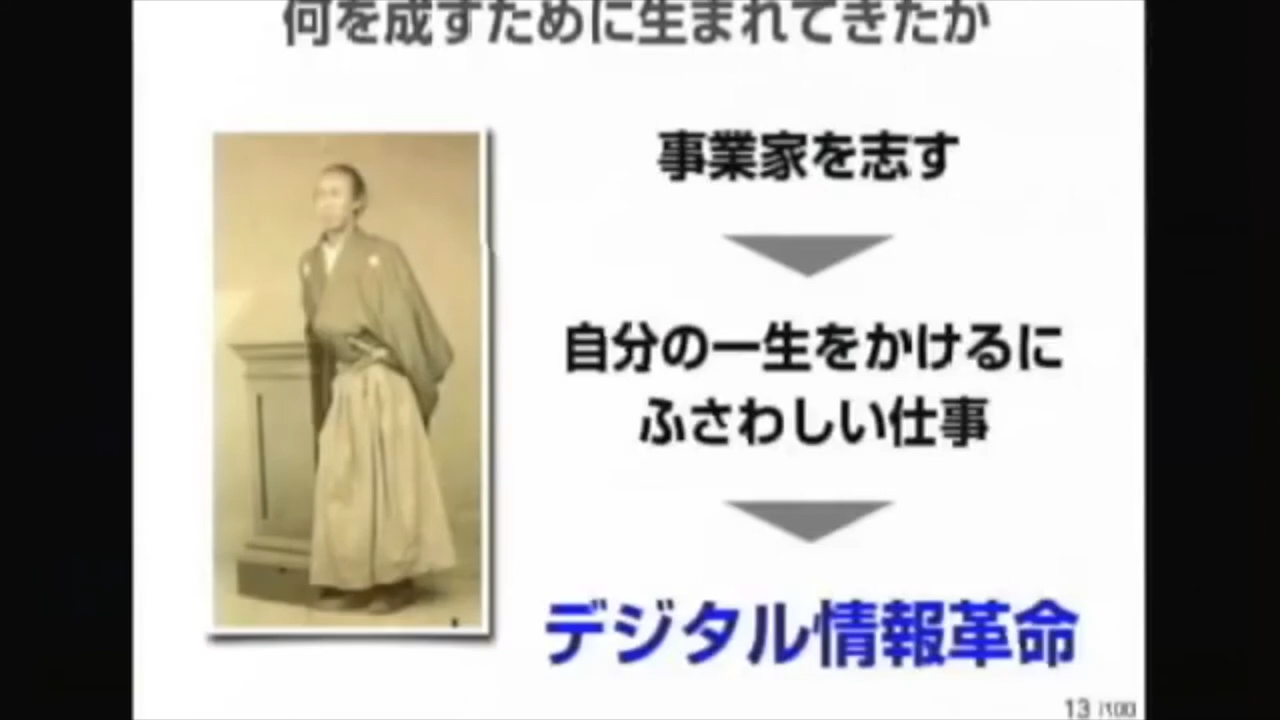 何を成すために生まれてきたか
事業家を志す
自分の一生をかけるに
ふさわしい仕事
デジタル情報革命
13 /100